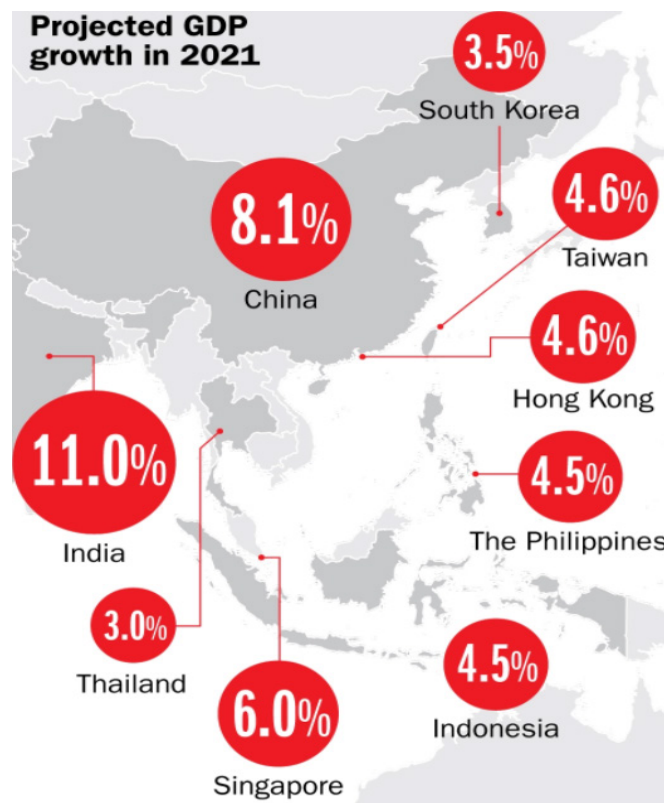 Projected GDP
growth in 2021
3.5%
South Korea
8.1%
China
4.6%
Taiwan
4.6%
Hong Kong
11.0%
India
4.5%
The Philippines
3.0%
Thailand
6.0%
Singapore
4.5%
Indonesia